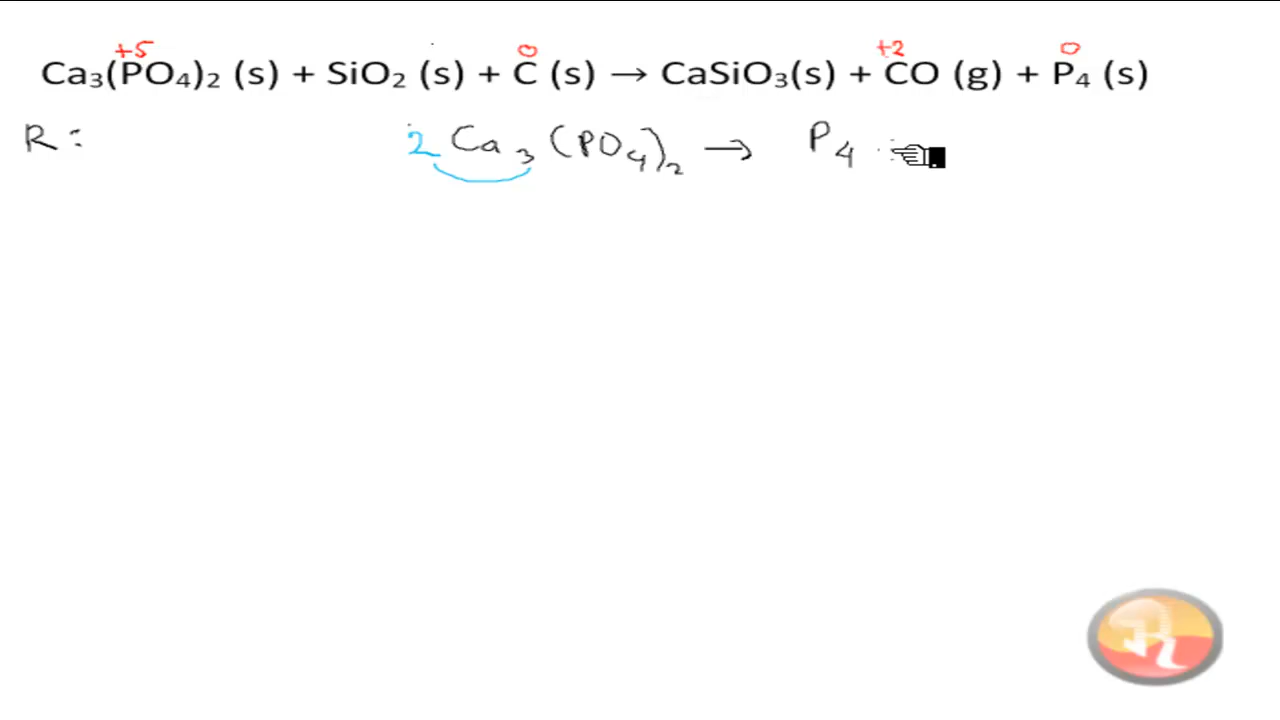 +5 0 +2 0
Ca₃(PO₄)₂ (s) + SiO₂ (s) + C (s) → CaSiO₃(s) + CO (g) + P₄ (s)
R: 2 Ca₃(PO₄)₂ → P₄